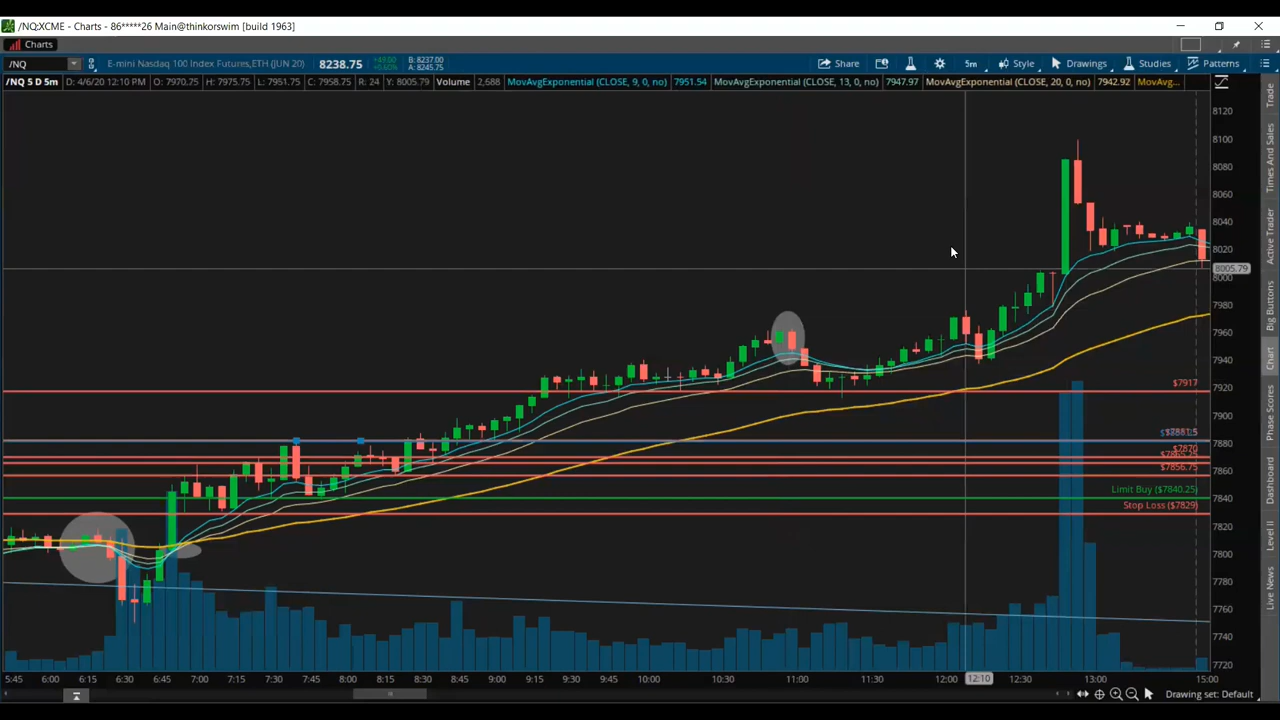 /NQ:XCME - Charts - 86*****26 Main@thinkorswim [build 1963]
Charts
/NQ E-mini Nasdaq 100 Index Futures,ETH (JUN 20) 8238.75 B: 8237.00 A: 8245.75 Share 5m Style Drawings Studies Patterns
/NQ 5 D 5m D: 4/6/20 12:10 PM O: 7970.75 H: 7975.75 L: 7951.75 C: 7958.75 R: 24 Y: 8005.79 Volume 2,688 MovAvgExponential (CLOSE, 9, 0, no) 7951.54 MovAvgExponential (CLOSE, 13, 0, no) 7947.97 MovAvgExponential (CLOSE, 20, 0, no) 7942.92 MovAvg...
8120
8100
8080
8060
8040
8020
8005.79
8000
7980
7960
7940
7920
7900
7880
7860
7840
7820
7800
7780
7760
7740
7720
$7917
$7870
$7856.75
Limit Buy ($7840.25)
Stop Loss ($7829)
5:45 6:00 6:15 6:30 6:45 7:00 7:15 7:30 7:45 8:00 8:15 8:30 8:45 9:00 9:15 9:30 9:45 10:00 10:30 11:00 11:30 12:00 12:10 12:30 13:00 15:00
Drawing set: Default
Trade
Times And Sales
Active Trader
Big Buttons
Chart
Phase Scores
Dashboard
Level II
Live News